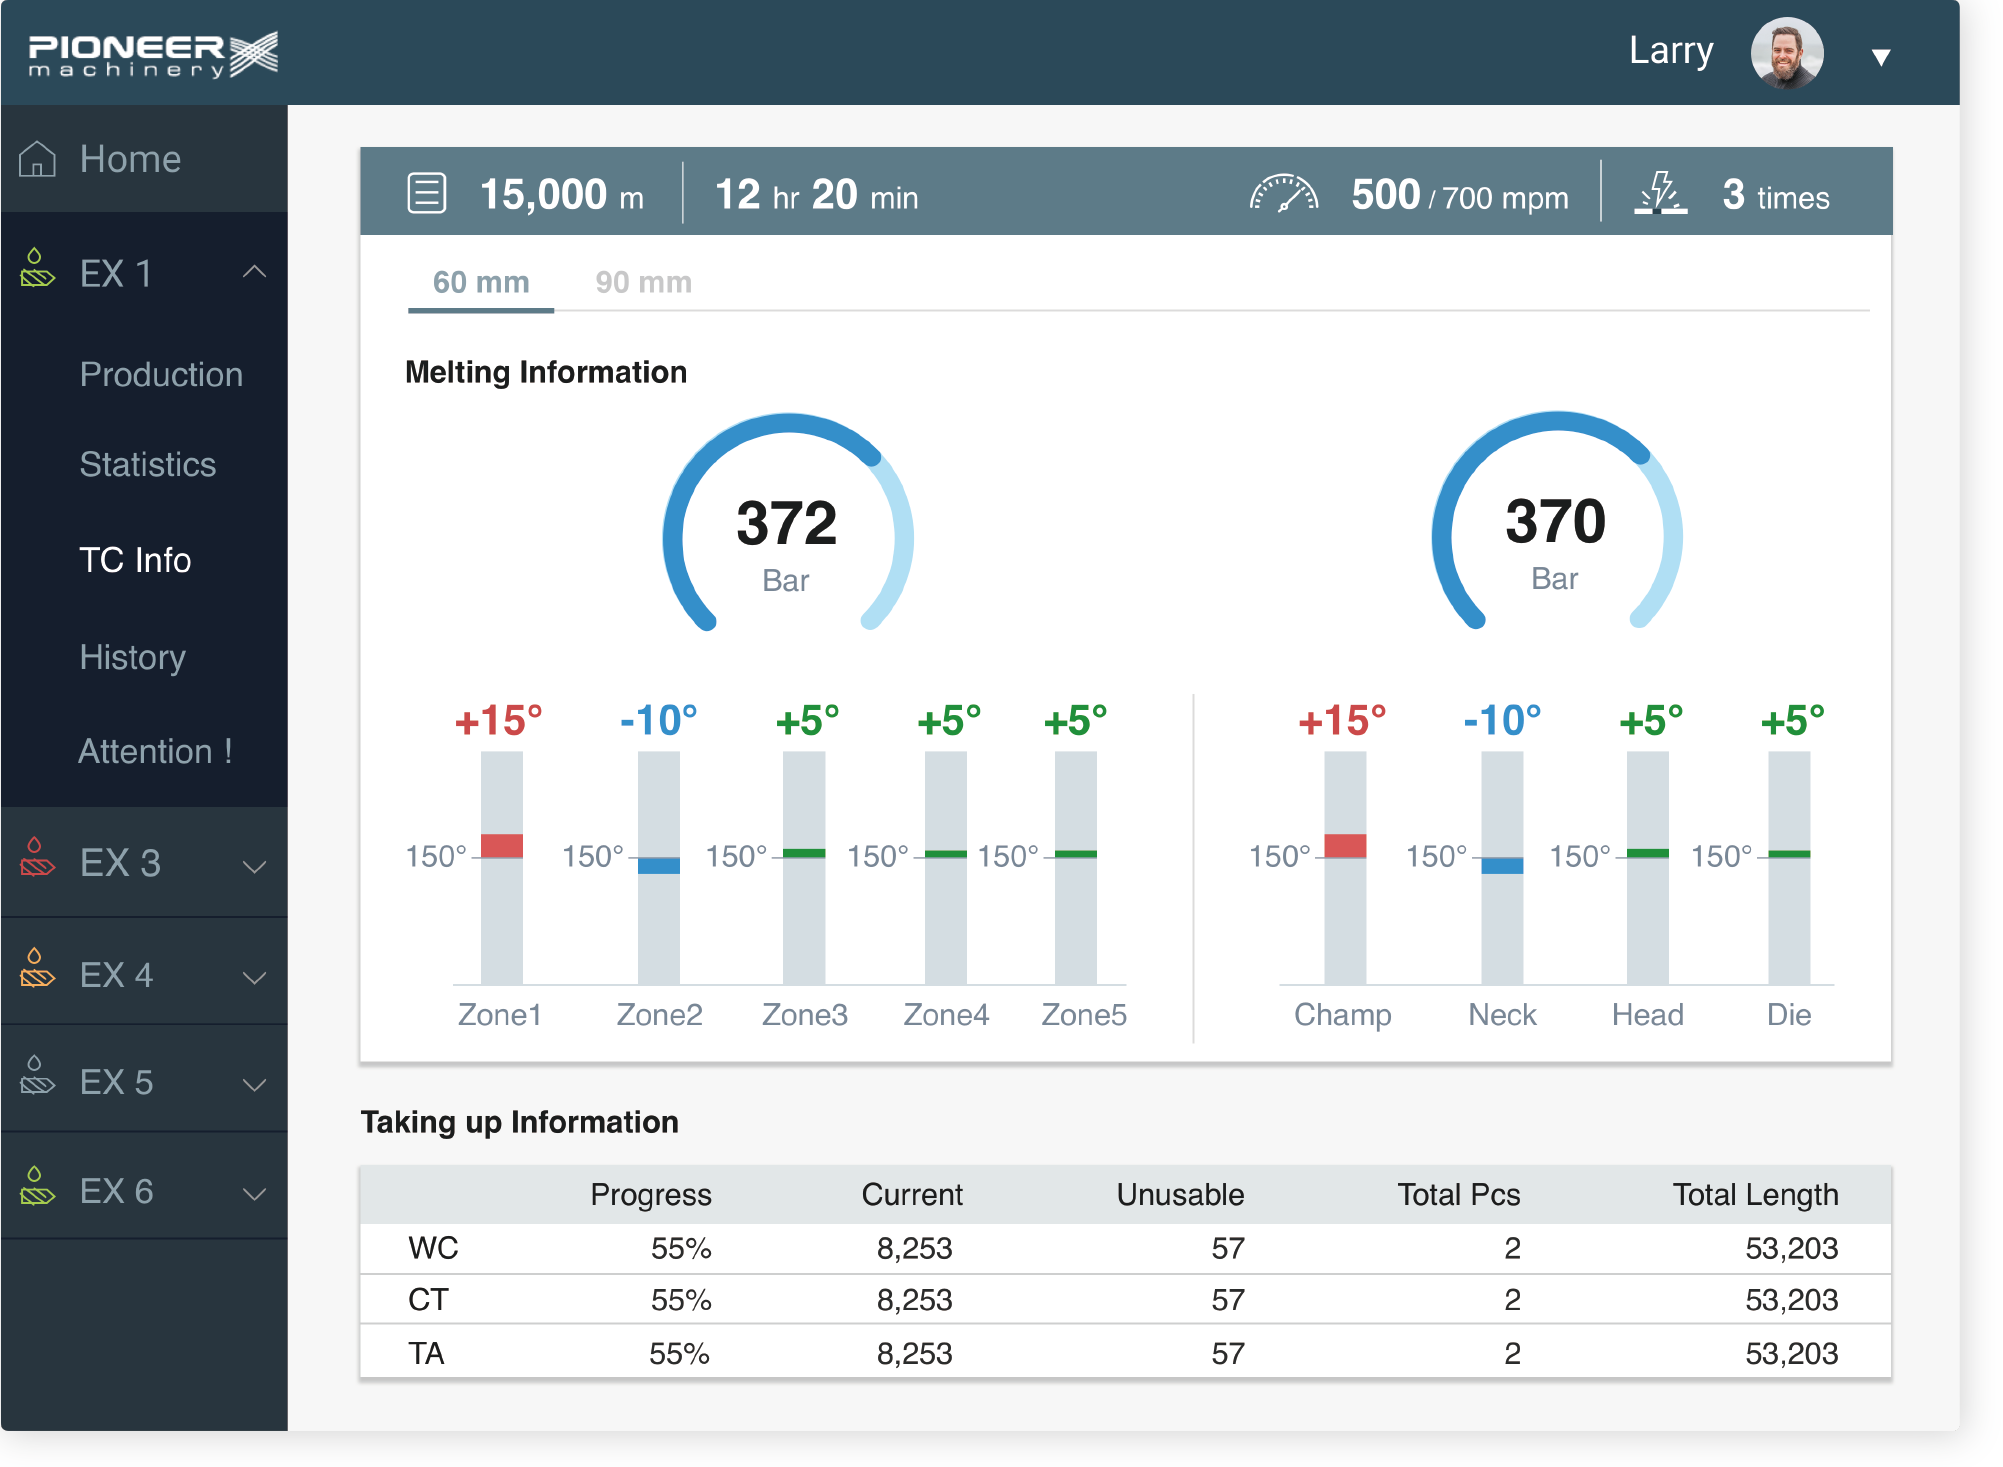 PIONEER
machinery
Larry
Home
EX 1
Production
Statistics
TC Info
History
Attention !
EX 3
EX 4
EX 5
EX 6
15,000 m 12 hr 20 min 500 / 700 mpm 3 times
60 mm 90 mm
Melting Information
372 370
Bar Bar
+15° -10° +5° +5° +5° +15° -10° +5° +5°
150° 150° 150° 150° 150° 150° 150° 150° 150°
Zone1 Zone2 Zone3 Zone4 Zone5 Champ Neck Head Die
Taking up Information
Progress Current Unusable Total Pcs Total Length
WC 55% 8,253 57 2 53,203
CT 55% 8,253 57 2 53,203
TA 55% 8,253 57 2 53,203